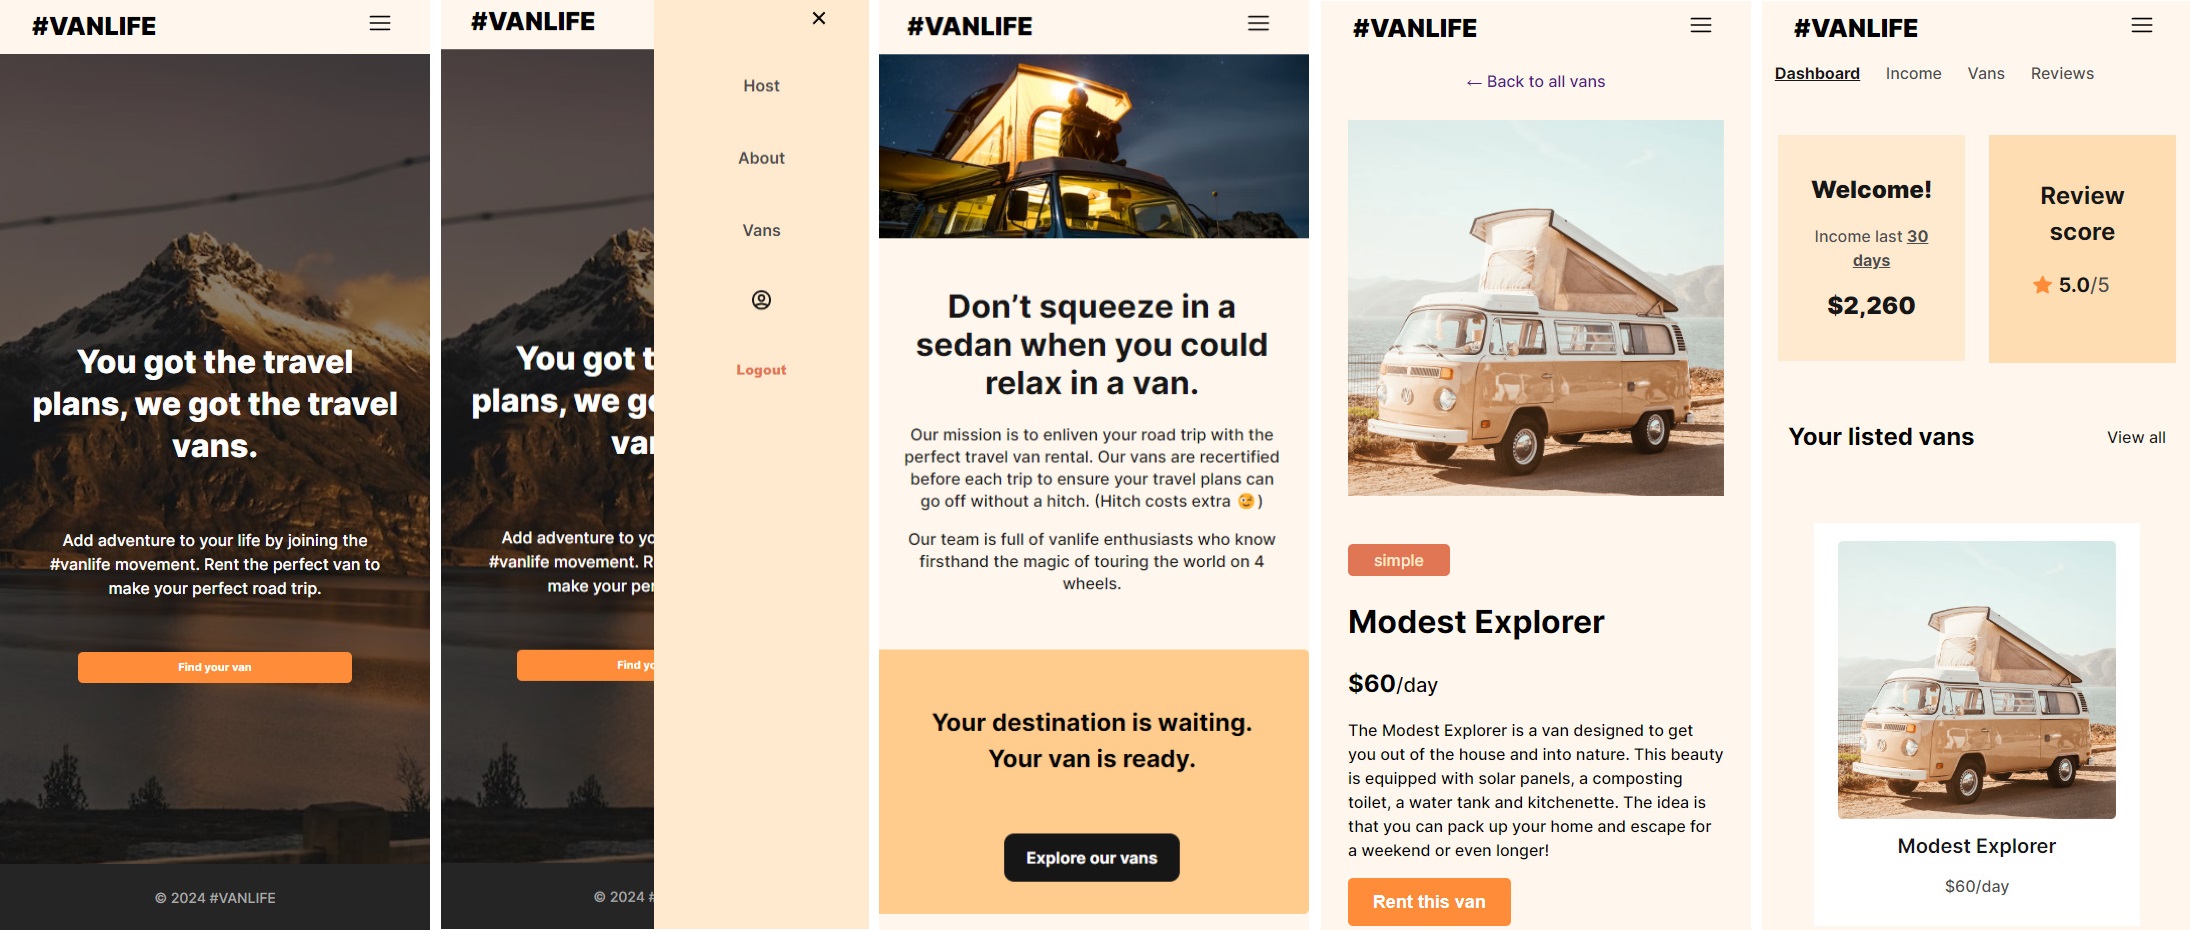 #VANLIFE
You got the travel
plans, we got the travel
vans.
Add adventure to your life by joining the
#vanlife movement. Rent the perfect van to
make your perfect road trip.
Find your van
© 2024 #VANLIFE
#VANLIFE
You got t
plans, we go
van
Add adventure to yo
#vanlife movement. R
make your per
Find yo
© 2024 #
×
Host
About
Vans
Logout
#VANLIFE
Don’t squeeze in a
sedan when you could
relax in a van.
Our mission is to enliven your road trip with the
perfect travel van rental. Our vans are recertified
before each trip to ensure your travel plans can
go off without a hitch. (Hitch costs extra 😉)
Our team is full of vanlife enthusiasts who know
firsthand the magic of touring the world on 4
wheels.
Your destination is waiting.
Your van is ready.
Explore our vans
#VANLIFE
← Back to all vans
simple
Modest Explorer
$60/day
The Modest Explorer is a van designed to get
you out of the house and into nature. This beauty
is equipped with solar panels, a composting
toilet, a water tank and kitchenette. The idea is
that you can pack up your home and escape for
a weekend or even longer!
Rent this van
#VANLIFE
Dashboard Income Vans Reviews
Welcome!
Income last 30
days
$2,260
Review
score
5.0/5
Your listed vans
View all
Modest Explorer
$60/day